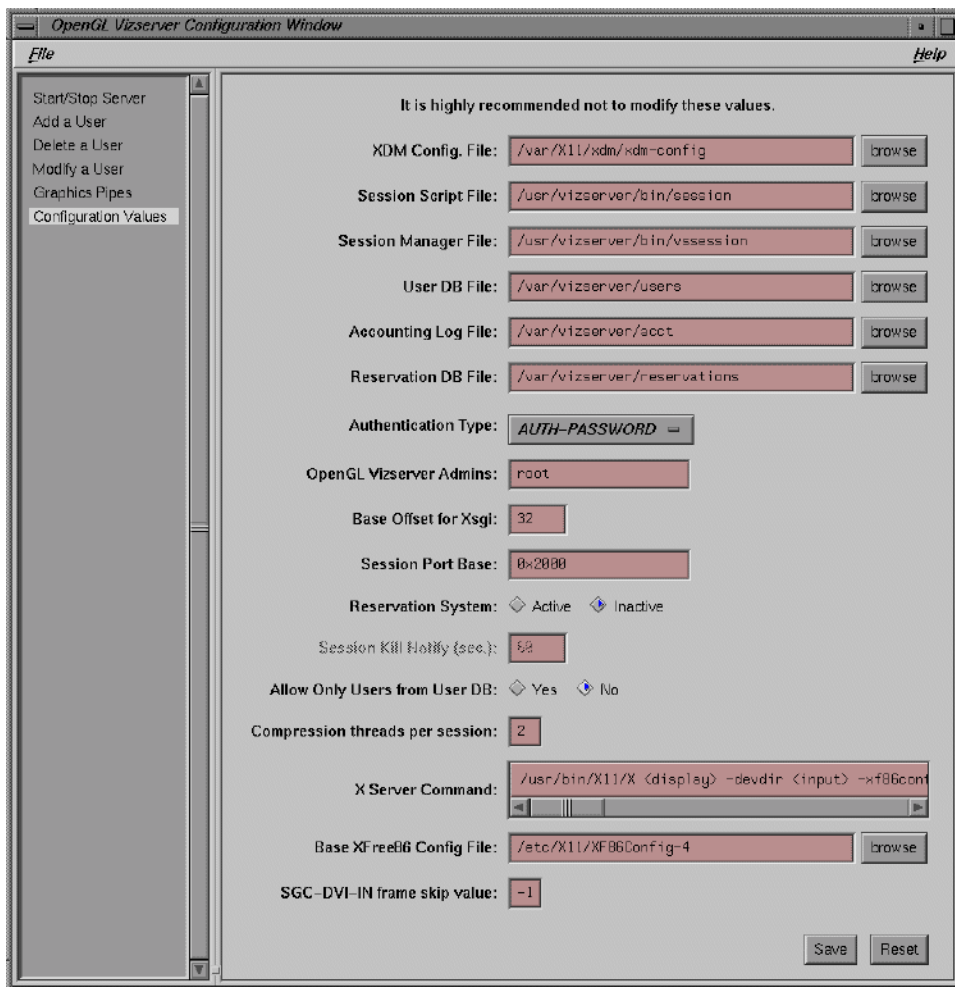 OpenGL Vizserver Configuration Window
File Help
Start/Stop Server
Add a User
Delete a User
Modify a User
Graphics Pipes
Configuration Values
It is highly recommended not to modify these values.
XDM Config. File: /var/X11/xdm/xdm-config browse
Session Script File: /usr/vizserver/bin/session browse
Session Manager File: /usr/vizserver/bin/vssession browse
User DB File: /var/vizserver/users browse
Accounting Log File: /var/vizserver/acct browse
Reservation DB File: /var/vizserver/reservations browse
Authentication Type: AUTH-PASSWORD
OpenGL Vizserver Admins: root
Base Offset for Xsgi: 32
Session Port Base: 0x2000
Reservation System: Active Inactive
Session Kill Notify (sec.): 60
Allow Only Users from User DB: Yes No
Compression threads per session: 2
X Server Command: /usr/bin/X11/X <display> -devdir <input> -xf86conf
Base XFree86 Config File: /etc/X11/XF86Config-4 browse
SGC-DVI-IN frame skip value: -1
Save Reset